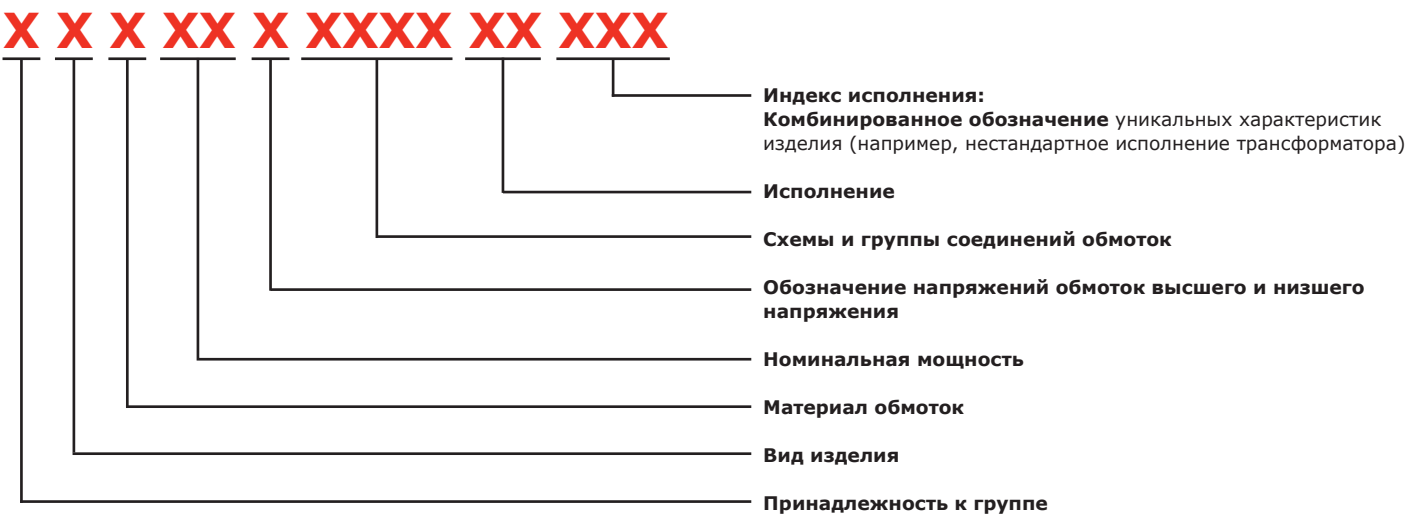 X X X XX X XXXX XX XXX
Индекс исполнения:
Комбинированное обозначение уникальных характеристик
изделия (например, нестандартное исполнение трансформатора)
Исполнение
Схемы и группы соединений обмоток
Обозначение напряжений обмоток высшего и низшего
напряжения
Номинальная мощность
Материал обмоток
Вид изделия
Принадлежность к группе